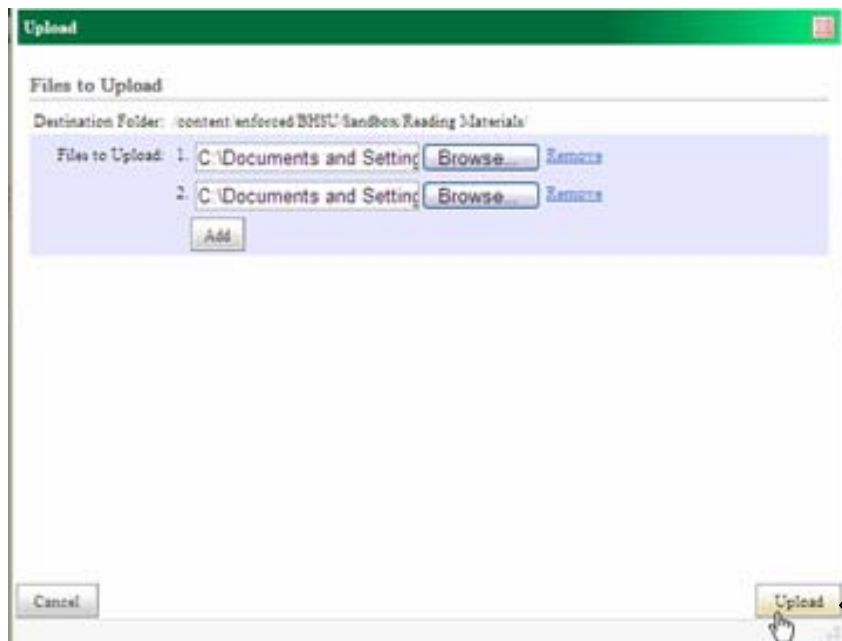 Upload
Files to Upload
Destination Folder: /content/enforced/BHSU-Sandbox/Reading Materials/
Files to Upload: 1. C:\Documents and Setting Browse... Remove
2. C:\Documents and Setting Browse... Remove
Add
Cancel Upload